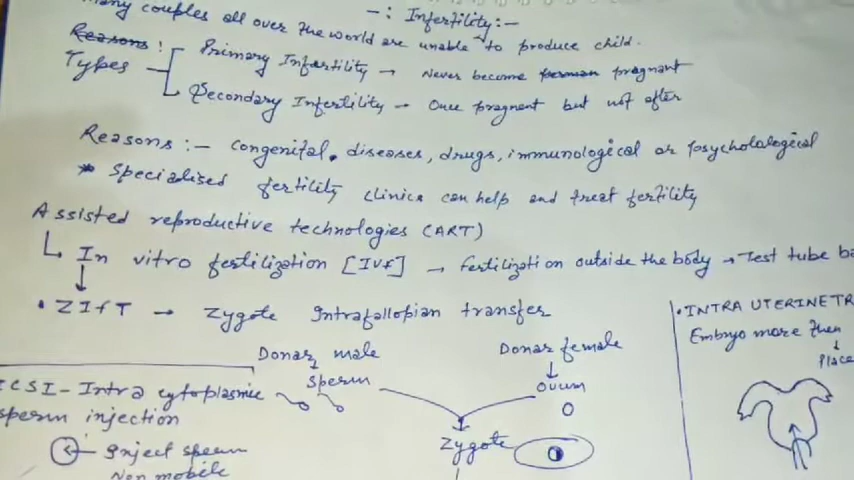 -: Infertility:-
many couples all over the world are unable to produce child.
Reasons:
Types
Primary Infertility → Never become pregnant
Secondary Infertility → Once pregnant but not after
Reasons :- Congenital, diseases, drugs, immunological or psychological
* Specialised fertility clinics can help and treat fertility
Assisted reproductive technologies (ART)
In vitro fertilization [IVF] → fertilization outside the body → Test tube ba
• ZIFT → Zygote Intrafallopian transfer
Donar male
sperm
Donar female
ovum
Zygote
ICSI - Intra cytoplasmic
sperm injection
Inject sperm
Non mobile
• INTRA UTERINE TR
Embryo more then
Place